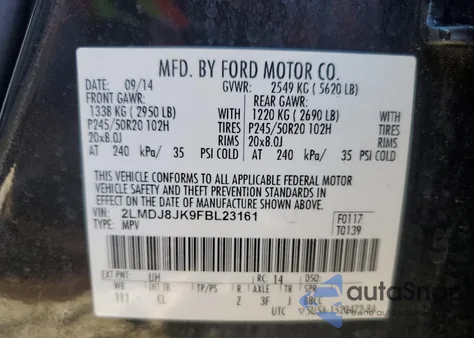 MFD. BY FORD MOTOR CO.
DATE: 09/14 GVWR: 2549 KG ( 5620 LB)
FRONT GAWR: REAR GAWR:
1338 KG ( 2950 LB) WITH 1220 KG ( 2690 LB) WITH
P245/50R20 102H TIRES P245/50R20 102H TIRES
20x8.0J RIMS 20x8.0J RIMS
AT 240 kPa/ 35 PSI COLD AT 240 kPa/ 35 PSI COLD
THIS VEHICLE CONFORMS TO ALL APPLICABLE FEDERAL MOTOR
VEHICLE SAFETY AND THEFT PREVENTION STANDARDS IN
EFFECT ON THE DATE OF MANUFACTURE SHOWN ABOVE.
VIN: 2LMDJ8JK9FBL23161 F0117
TYPE: MPV T0139
EXT PNT: UH RC: 14 DSO:
WB INT TR TP/PS R AXLE TR SPR
111 CL Z 3F J
UTC